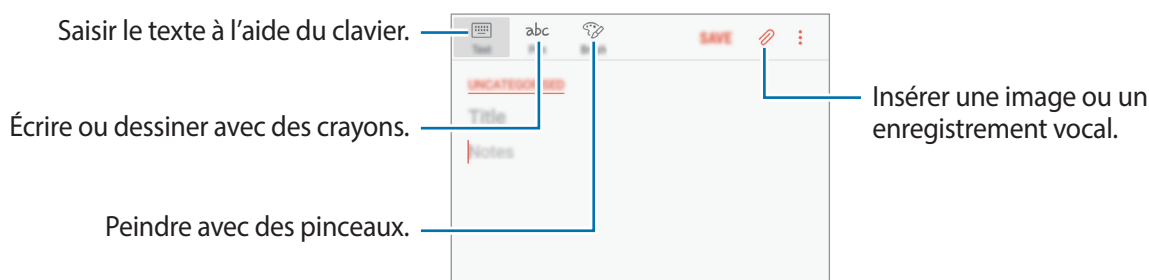 Saisir le texte à l'aide du clavier.
abc
Text
SAVE
UNCATEGORISED
Écrire ou dessiner avec des crayons.
Title
Notes
Insérer une image ou un
enregistrement vocal.
Peindre avec des pinceaux.